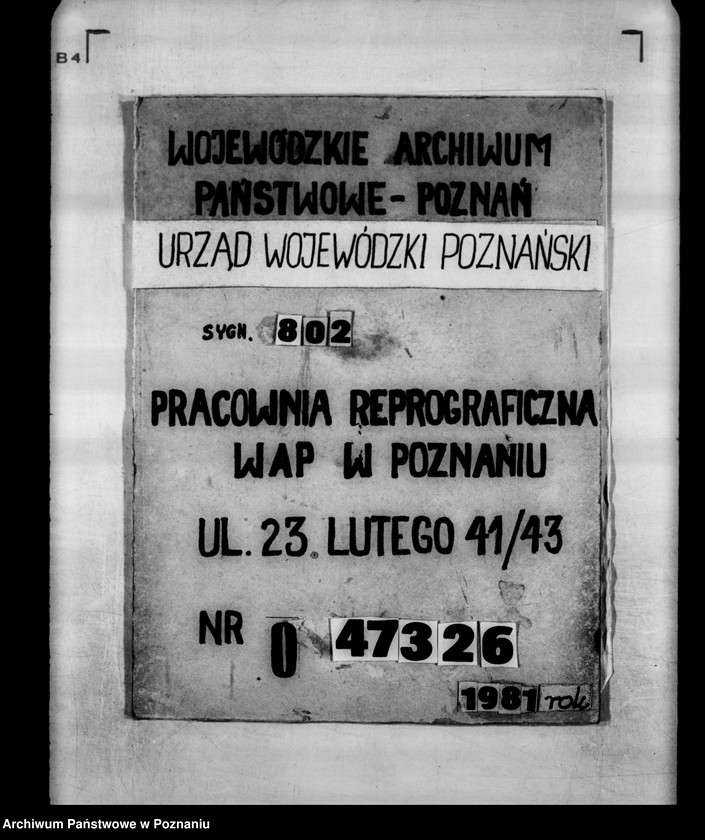 B4
WOJEWÓDZKIE ARCHIWUM
PAŃSTWOWE - POZNAŃ
URZĄD WOJEWÓDZKI POZNAŃSKI
SYGN. 802
PRACOWNIA REPROGRAFICZNA
WAP W POZNANIU
UL. 23. LUTEGO 41/43
NR 0 47326
1981 rok
Archiwum Państwowe w Poznaniu